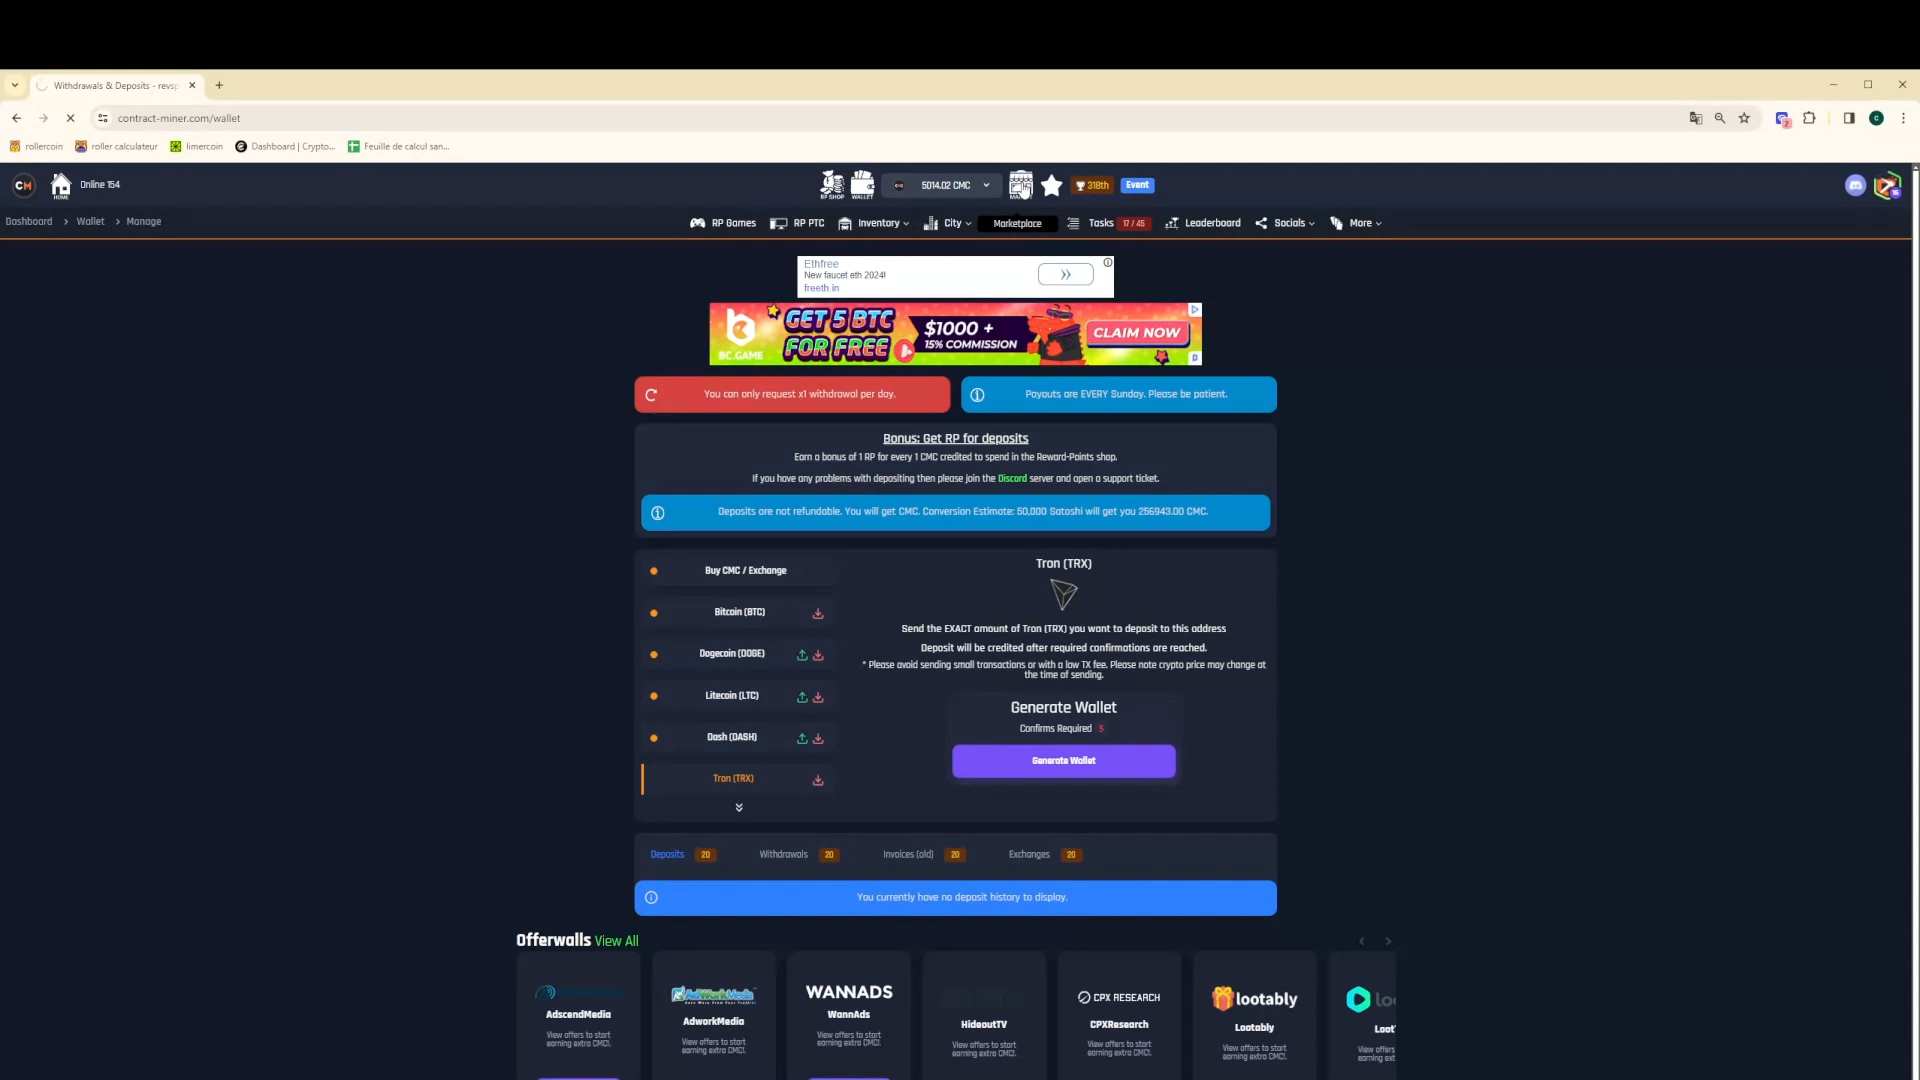 Withdrawals & Deposits - revsp
contract-miner.com/wallet
2
c
rollercoin
roller calculateur
limercoin
Dashboard | Crypto...
Feuille de calcul san...
CM
HOME
Online 154
RP SHOP
WALLET
5014.02 CMC
318th
Event
16
Dashboard > Wallet > Manage
RP Games
RP PTC
Inventory
City
Marketplace
Tasks 17 / 45
Leaderboard
Socials
More
Ethfree
New faucet eth 2024!
freeth in
BC.GAME
GET 5 BTC
FOR FREE
$1000 +
15% COMMISSION
CLAIM NOW
You can only request x1 withdrawal per day.
Payouts are EVERY Sunday. Please be patient.
Bonus: Get RP for deposits
Earn a bonus of 1 RP for every 1 CMC credited to spend in the Reward-Points shop.
If you have any problems with depositing then please join the Discord server and open a support ticket.
Deposits are not refundable. You will get CMC. Conversion Estimate: 50,000 Satoshi will get you 256943.00 CMC.
Buy CMC / Exchange
Bitcoin (BTC)
Dogecoin (DOGE)
Litecoin (LTC)
Dash (DASH)
Tron (TRX)
Tron (TRX)
Send the EXACT amount of Tron (TRX) you want to deposit to this address
Deposit will be credited after required confirmations are reached.
* Please avoid sending small transactions or with a low TX fee. Please note crypto price may change at
the time of sending.
Generate Wallet
Confirms Required 5
Generate Wallet
Deposits 20
Withdrawals 20
Invoices (old) 20
Exchanges 20
You currently have no deposit history to display.
Offerwalls View All
AdscendMedia
View offers to start
earning extra CMC!.
AdWorkMedia
AdworkMedia
View offers to start
earning extra CMC!.
WANNADS
WannAds
View offers to start
earning extra CMC!.
HideoutTV
View offers to start
earning extra CMC!.
CPX RESEARCH
CPXResearch
View offers to start
earning extra CMC!.
lootably
Lootably
View offers to start
earning extra CMC!.
loo
Loot
View offers
earning ext